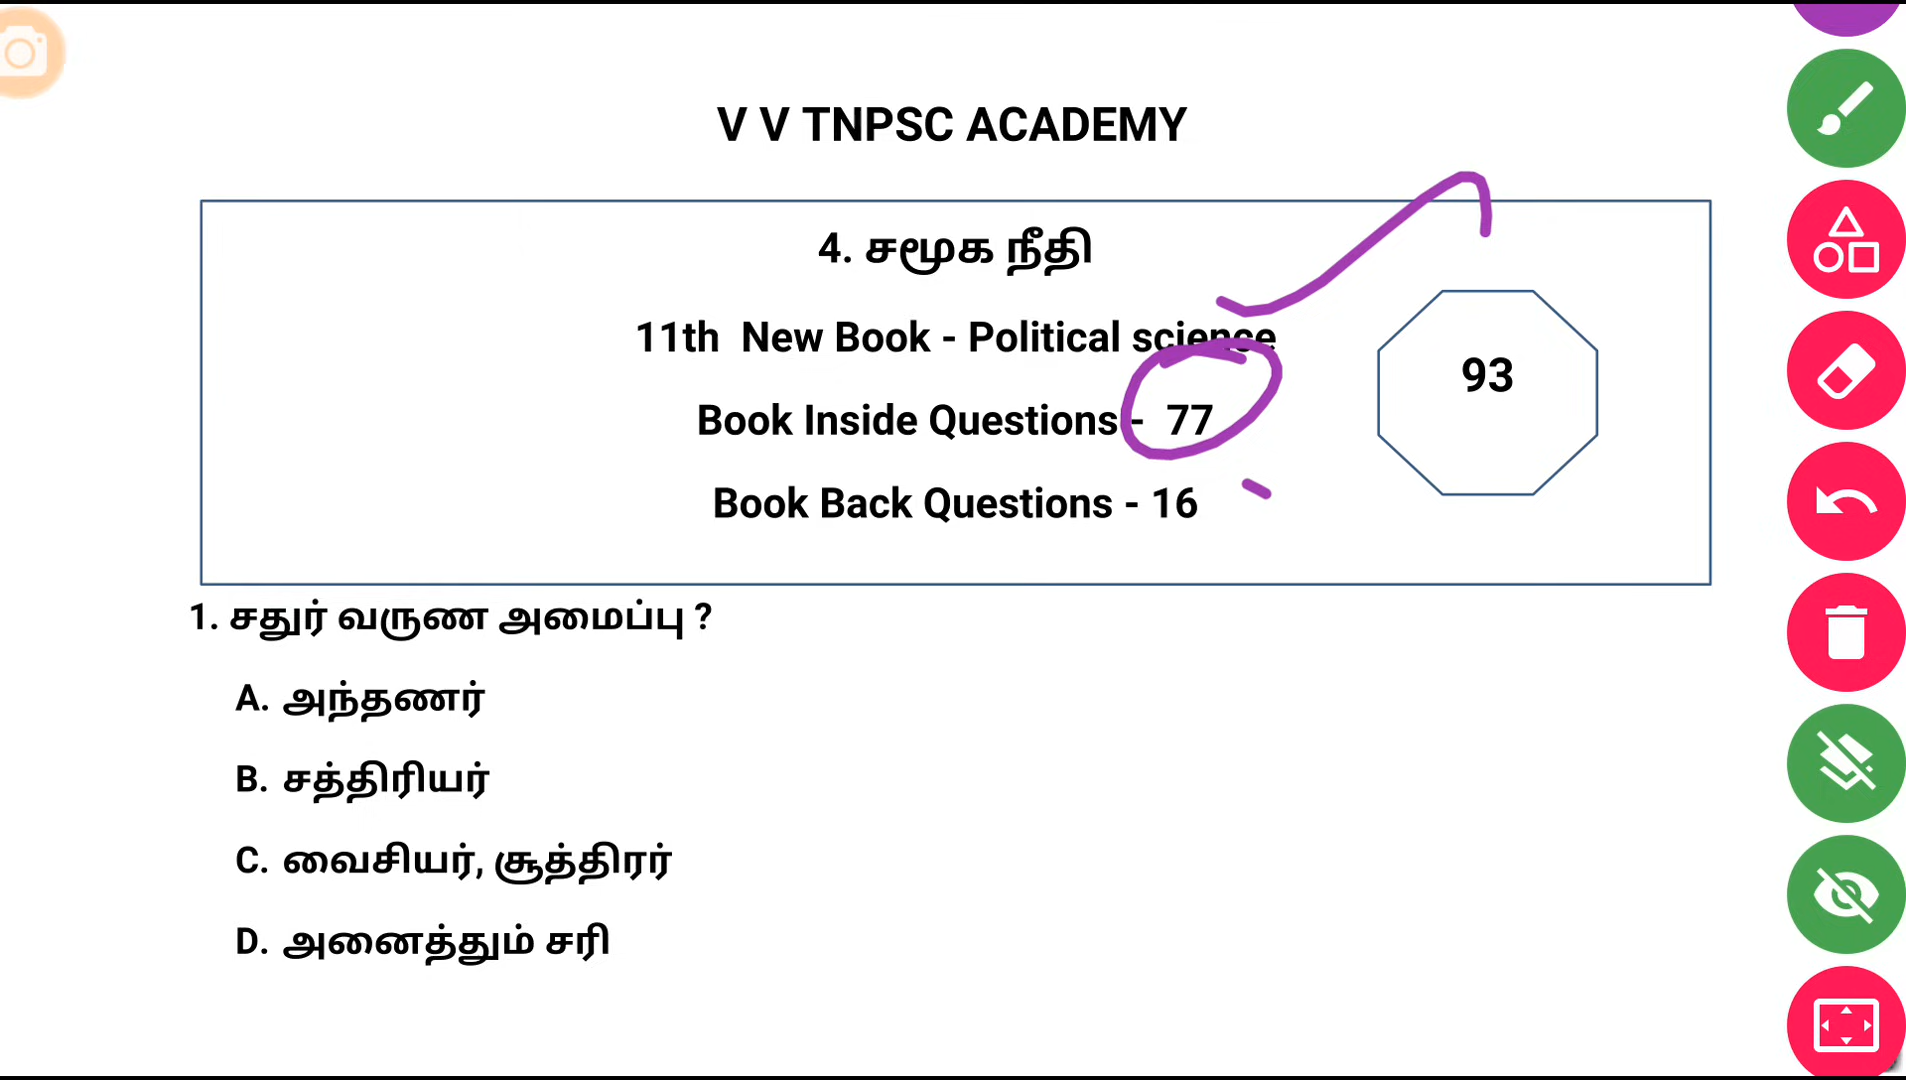 V V TNPSC ACADEMY
4. சமூக நீதி
11th New Book - Political science
Book Inside Questions - 77
Book Back Questions - 16
93
1. சதுர் வருண அமைப்பு ?
A. அந்தணர்
B. சத்திரியர்
C. வைசியர், சூத்திரர்
D. அனைத்தும் சரி